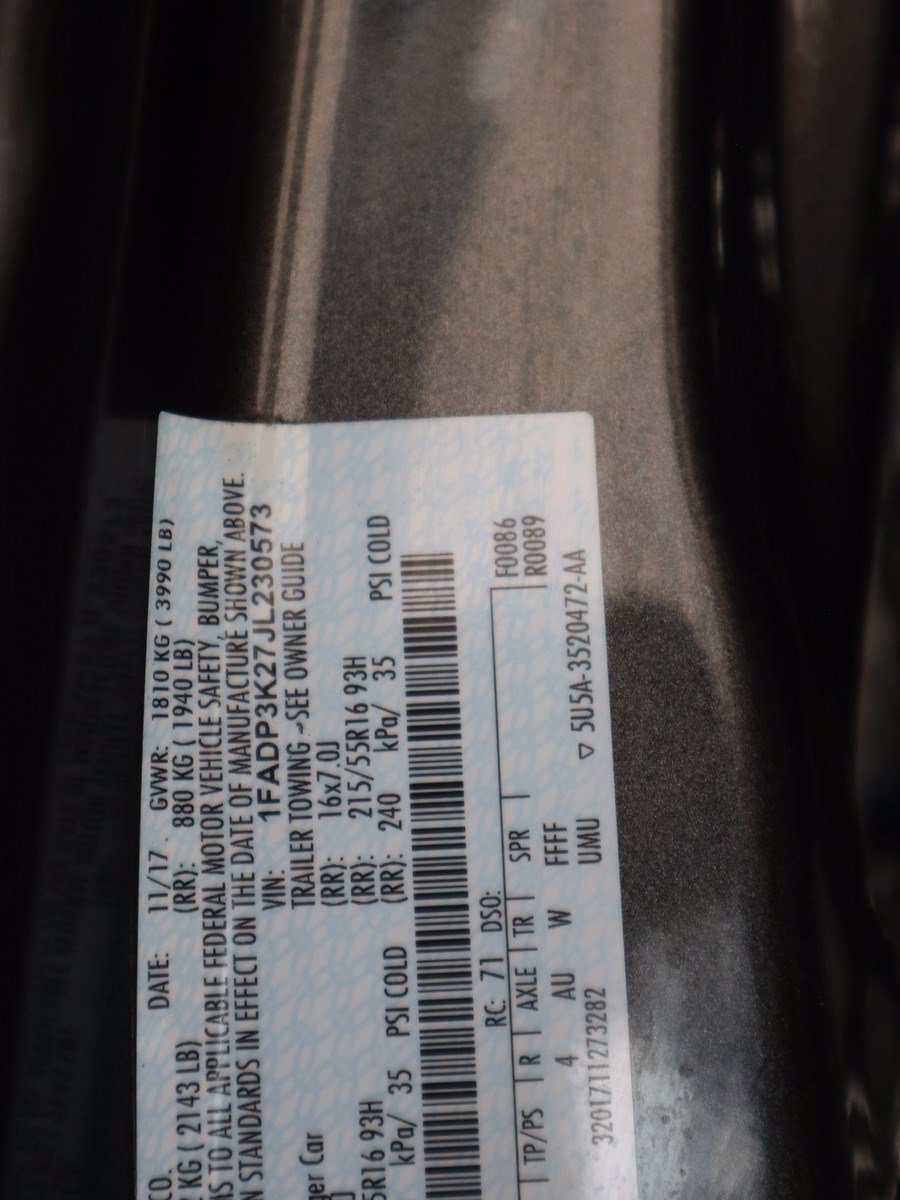 CO. DATE: 11/17 GVWR: 1810 KG ( 3990 LB)
KG ( 2143 LB) (RR): 880 KG ( 1940 LB)
TO ALL APPLICABLE FEDERAL MOTOR VEHICLE SAFETY, BUMPER,
STANDARDS IN EFFECT ON THE DATE OF MANUFACTURE SHOWN ABOVE.
VIN: 1FADP3K27JL230573
Car TRAILER TOWING -SEE OWNER GUIDE
(RR): 16x7.0J
5R16 93H (RR): 215/55R16 93H
kPa/ 35 PSI COLD (RR): 240 kPa/ 35 PSI COLD
RC: 71 DSO: F0086
R0089
TP/PS R AXLE TR SPR
4 AU W FFFF
UMU
3201711273282 ▽ 5U5A-3520472-AA